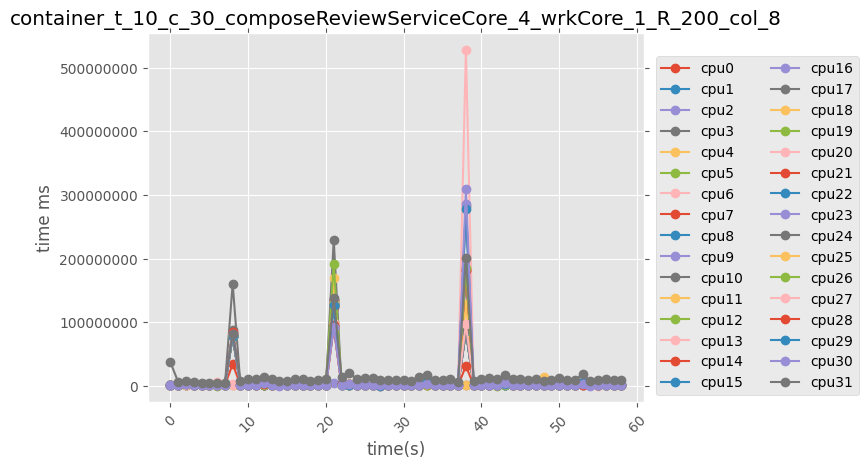 container_t_10_c_30_composeReviewServiceCore_4_wrkCore_1_R_200_col_8
time ms
500000000
400000000
300000000
200000000
100000000
0
0
10
20
30
40
50
60
time(s)
cpu0
cpu1
cpu2
cpu3
cpu4
cpu5
cpu6
cpu7
cpu8
cpu9
cpu10
cpu11
cpu12
cpu13
cpu14
cpu15
cpu16
cpu17
cpu18
cpu19
cpu20
cpu21
cpu22
cpu23
cpu24
cpu25
cpu26
cpu27
cpu28
cpu29
cpu30
cpu31